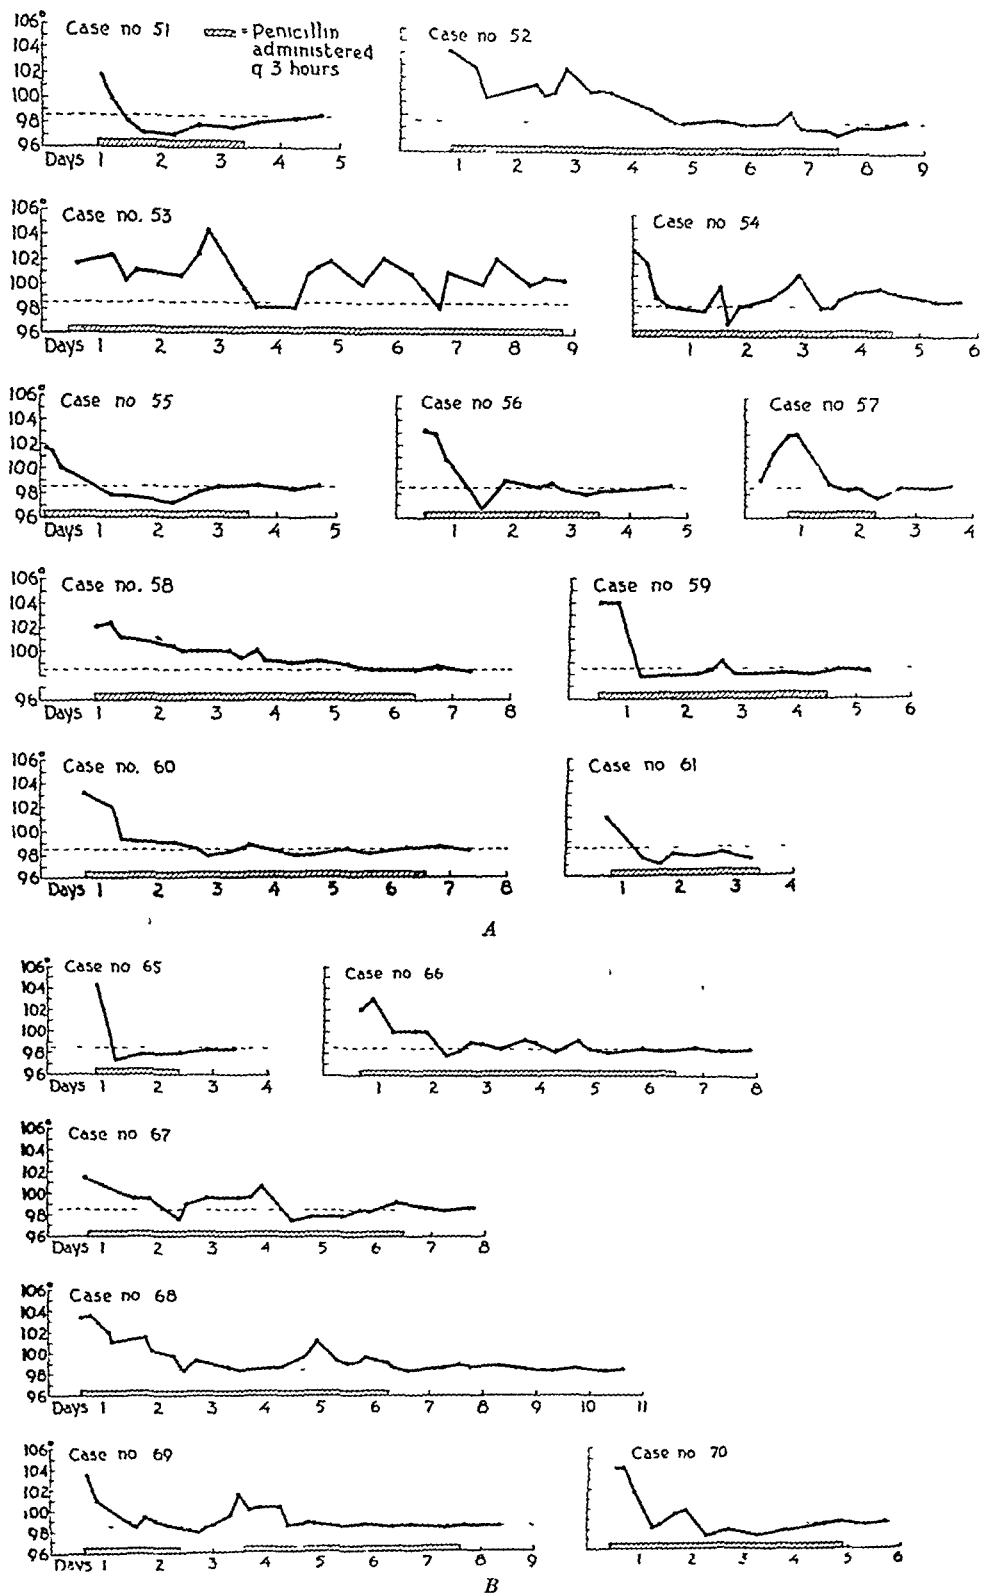 106°
104
102
100
98
96
Case no 51
= Penicillin
administered
q 3 hours
Days 1 2 3 4 5
Case no 52
1 2 3 4 5 6 7 8 9
106°
104
102
100
98
96
Case no. 53
Days 1 2 3 4 5 6 7 8 9
Case no 54
1 2 3 4 5 6
106°
104
102
100
98
96
Case no 55
Days 1 2 3 4 5
Case no 56
1 2 3 4 5
Case no 57
1 2 3 4
106°
104
102
100
96
Case no. 58
Days 1 2 3 4 5 6 7 8
Case no 59
1 2 3 4 5 6
106°
104
102
100
98
96
Case no. 60
Days 1 2 3 4 5 6 7 8
Case no 61
1 2 3 4
A
106°
104
102
100
98
96
Case no 65
Days 1 2 3 4
Case no 66
1 2 3 4 5 6 7 8
106°
104
102
100
98
96
Case no 67
Days 1 2 3 4 5 6 7 8
106°
104
102
100
98
96
Case no 68
Days 1 2 3 4 5 6 7 8 9 10 11
106°
104
102
100
98
96
Case no 69
Days 1 2 3 4 5 6 7 8 9
Case no 70
1 2 3 4 5 6
B